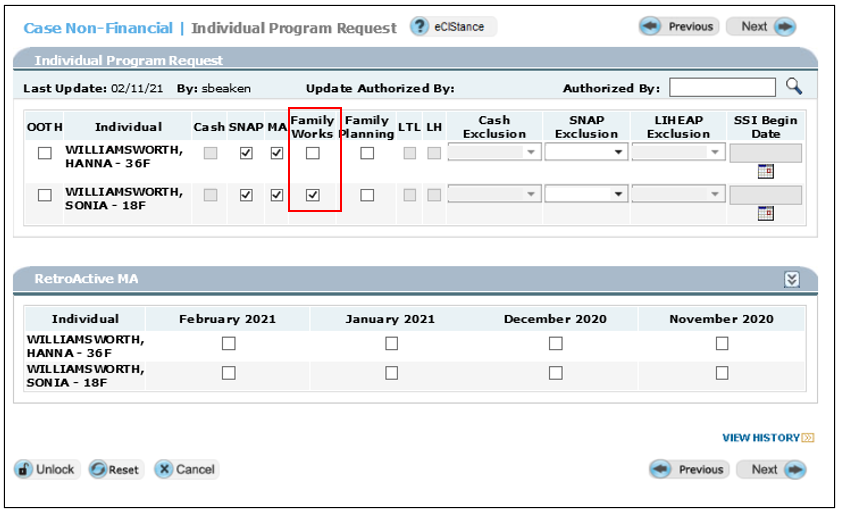 Case Non-Financial | Individual Program Request ? eCIStance Previous Next
Individual Program Request
Last Update: 02/11/21 By: sbeaken Update Authorized By: Authorized By:
OOTH Individual Cash SNAP MA Family Works Family Planning LTL LH Cash Exclusion SNAP Exclusion LIHEAP Exclusion SSI Begin Date
WILLIAMSWORTH,
HANNA - 36F
WILLIAMSWORTH,
SONIA - 18F
RetroActive MA
Individual February 2021 January 2021 December 2020 November 2020
WILLIAMSWORTH,
HANNA - 36F
WILLIAMSWORTH,
SONIA - 18F
VIEW HISTORY
Unlock Reset Cancel Previous Next